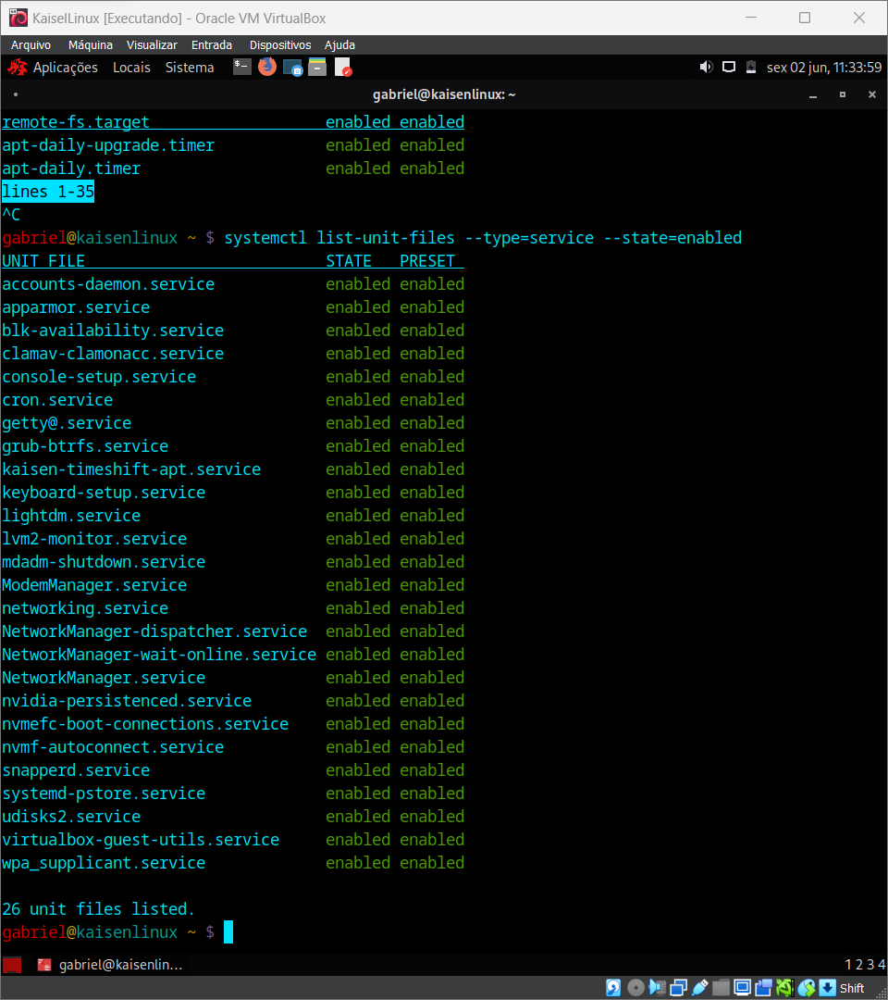 KaiselLinux [Executando] - Oracle VM VirtualBox
Arquivo Máquina Visualizar Entrada Dispositivos Ajuda
Aplicações Locais Sistema sex 02 jun, 11:33:59
gabriel@kaisenlinux: ~
remote-fs.target enabled enabled
apt-daily-upgrade.timer enabled enabled
apt-daily.timer enabled enabled
lines 1-35
^C
gabriel@kaisenlinux ~ $ systemctl list-unit-files --type=service --state=enabled
UNIT FILE STATE PRESET
accounts-daemon.service enabled enabled
apparmor.service enabled enabled
blk-availability.service enabled enabled
clamav-clamonacc.service enabled enabled
console-setup.service enabled enabled
cron.service enabled enabled
getty@.service enabled enabled
grub-btrfs.service enabled enabled
kaisen-timeshift-apt.service enabled enabled
keyboard-setup.service enabled enabled
lightdm.service enabled enabled
lvm2-monitor.service enabled enabled
mdadm-shutdown.service enabled enabled
ModemManager.service enabled enabled
networking.service enabled enabled
NetworkManager-dispatcher.service enabled enabled
NetworkManager-wait-online.service enabled enabled
NetworkManager.service enabled enabled
nvidia-persistenced.service enabled enabled
nvmefc-boot-connections.service enabled enabled
nvmf-autoconnect.service enabled enabled
snapperd.service enabled enabled
systemd-pstore.service enabled enabled
udisks2.service enabled enabled
virtualbox-guest-utils.service enabled enabled
wpa_supplicant.service enabled enabled
26 unit files listed.
gabriel@kaisenlinux ~ $
gabriel@kaisenlin... 1 2 3 4
Shift